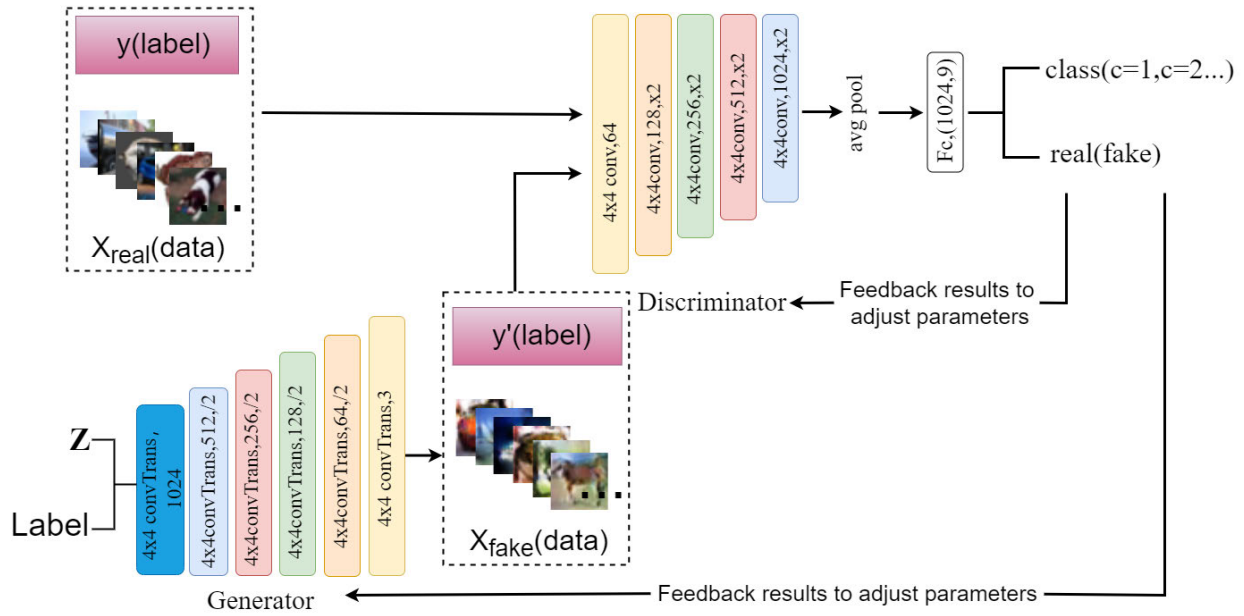 y(label)
X_real(data)
4x4 conv,64
4x4conv,128,x2
4x4conv,256,x2
4x4conv,512,x2
4x4conv,1024,x2
avg pool
Fc,(1024,9)
class(c=1,c=2...)
real(fake)
Discriminator
Feedback results to
adjust parameters
Z
Label
4x4 convTrans,
1024
4x4convTrans,512,/2
4x4convTrans,256,/2
4x4convTrans,128,/2
4x4convTrans,64,/2
4x4 convTrans,3
Generator
y'(label)
...
...
X_fake(data)
Feedback results to adjust parameters